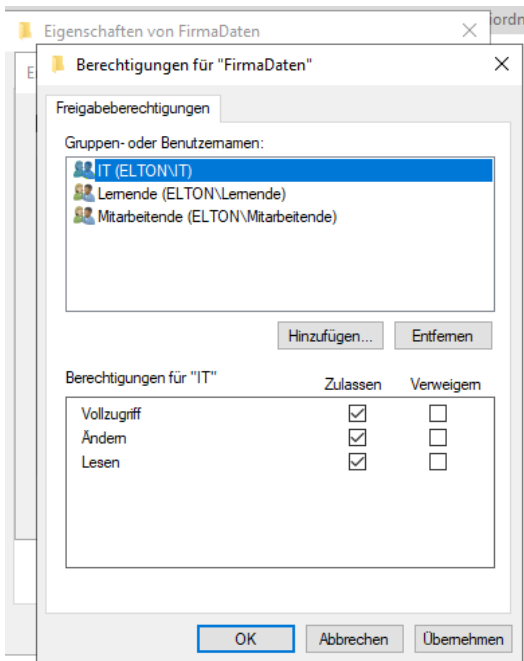 Eigenschaften von FirmaDaten
Berechtigungen für "FirmaDaten"
Freigabeberechtigungen
Gruppen- oder Benutzernamen:
IT (ELTON\IT)
Lernende (ELTON\Lernende)
Mitarbeitende (ELTON\Mitarbeitende)
Hinzufügen... Entfernen
Berechtigungen für "IT" Zulassen Verweigern
Vollzugriff
Ändern
Lesen
OK Abbrechen Übernehmen